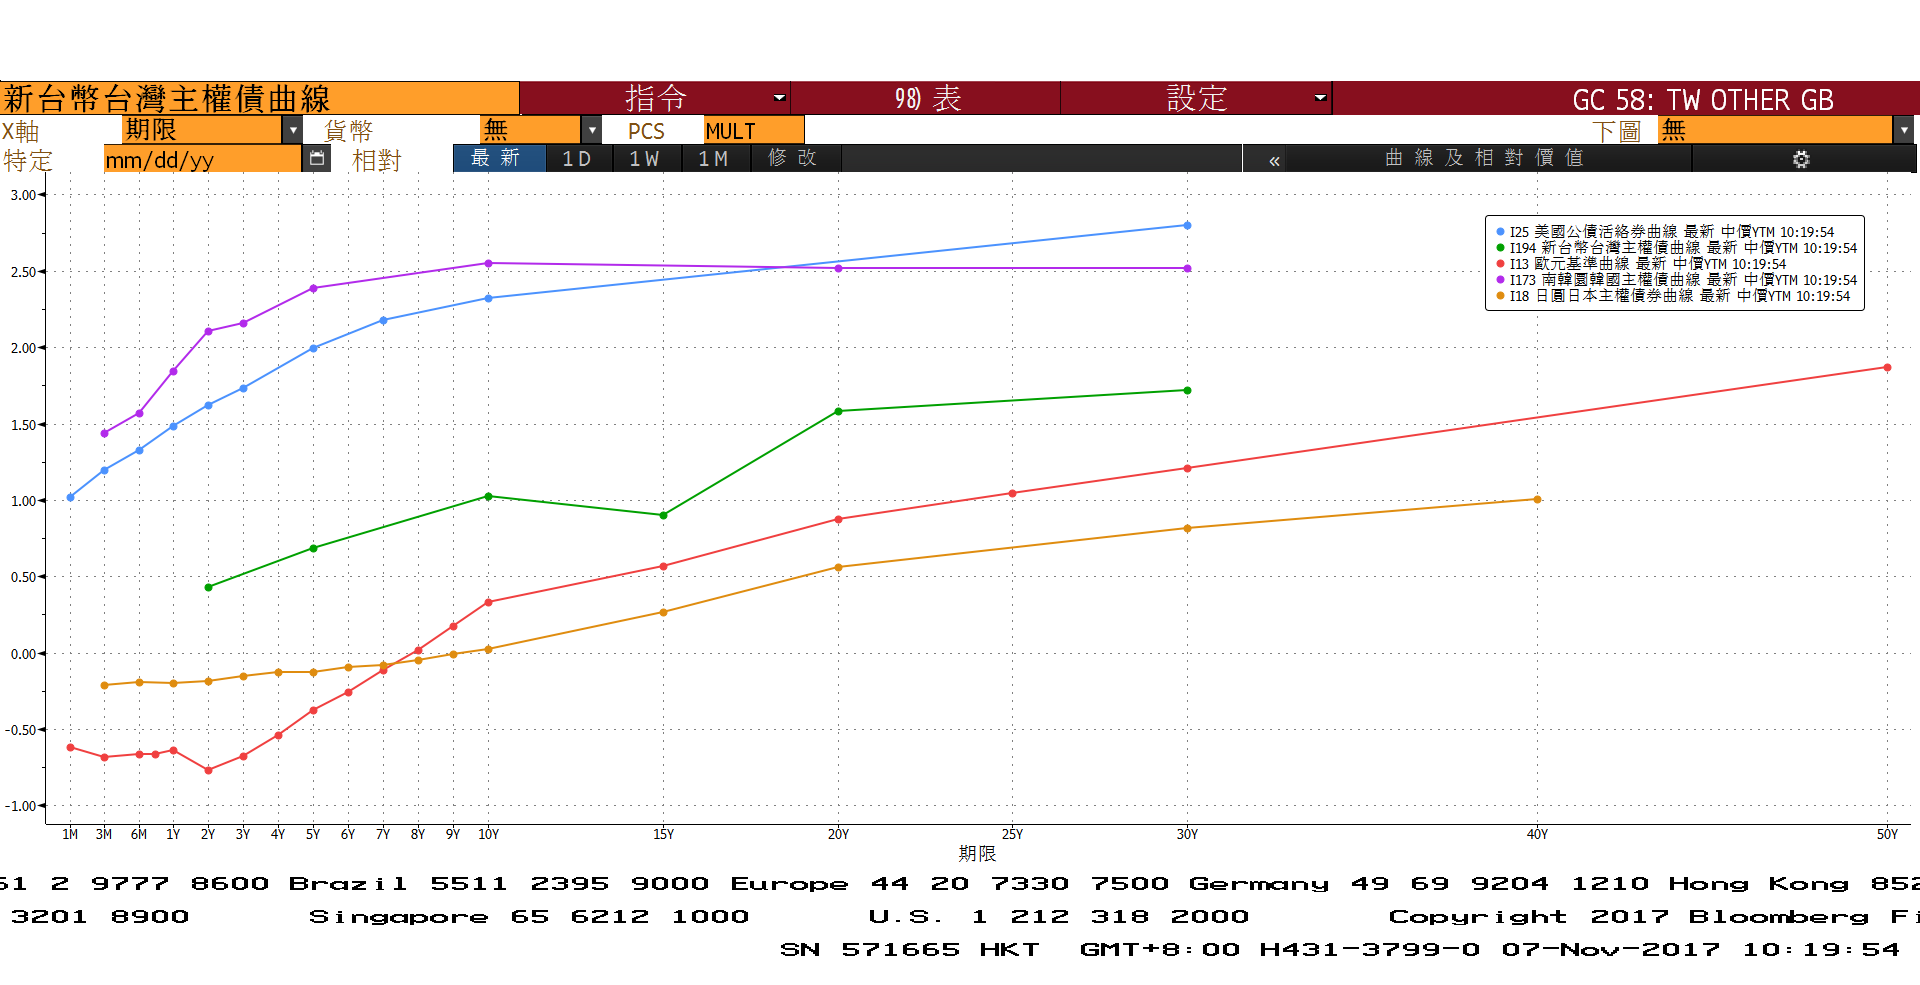 新台幣台灣主權債曲線 指令 98) 表 設定 GC 58: TW OTHER GB
X軸 期限 貨幣 無 PCS MULT 下圖 無
特定 mm/dd/yy 相對 最新 1D 1W 1M 修改 « 曲線及相對價值
3.00
2.50
2.00
1.50
1.00
0.50
0.00
-0.50
-1.00
I25 美國公債活絡券曲線 最新 中價YTM 10:19:54
I194 新台幣台灣主權債曲線 最新 中價YTM 10:19:54
I13 歐元基準曲線 最新 中價YTM 10:19:54
I173 南韓圜韓國主權債曲線 最新 中價YTM 10:19:54
I18 日圓日本主權債券曲線 最新 中價YTM 10:19:54
1M 3M 6M 1Y 2Y 3Y 4Y 5Y 6Y 7Y 8Y 9Y 10Y 15Y 20Y 25Y 30Y 40Y 50Y
期限
61 2 9777 8600 Brazil 5511 2395 9000 Europe 44 20 7330 7500 Germany 49 69 9204 1210 Hong Kong 852
3201 8900 Singapore 65 6212 1000 U.S. 1 212 318 2000 Copyright 2017 Bloomberg Fi
SN 571665 HKT GMT+8:00 H431-3799-0 07-Nov-2017 10:19:54